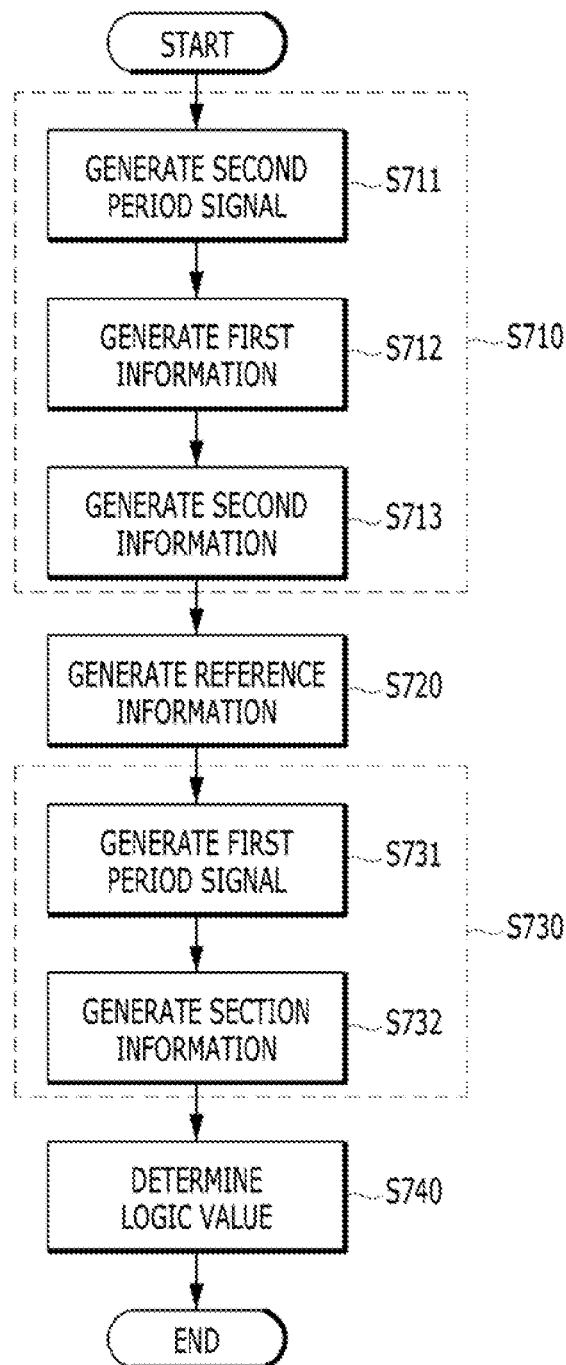 START
GENERATE SECOND
PERIOD SIGNAL
S711
GENERATE FIRST
INFORMATION
S712
S710
GENERATE SECOND
INFORMATION
S713
GENERATE REFERENCE
INFORMATION
S720
GENERATE FIRST
PERIOD SIGNAL
S731
S730
GENERATE SECTION
INFORMATION
S732
DETERMINE
LOGIC VALUE
S740
END